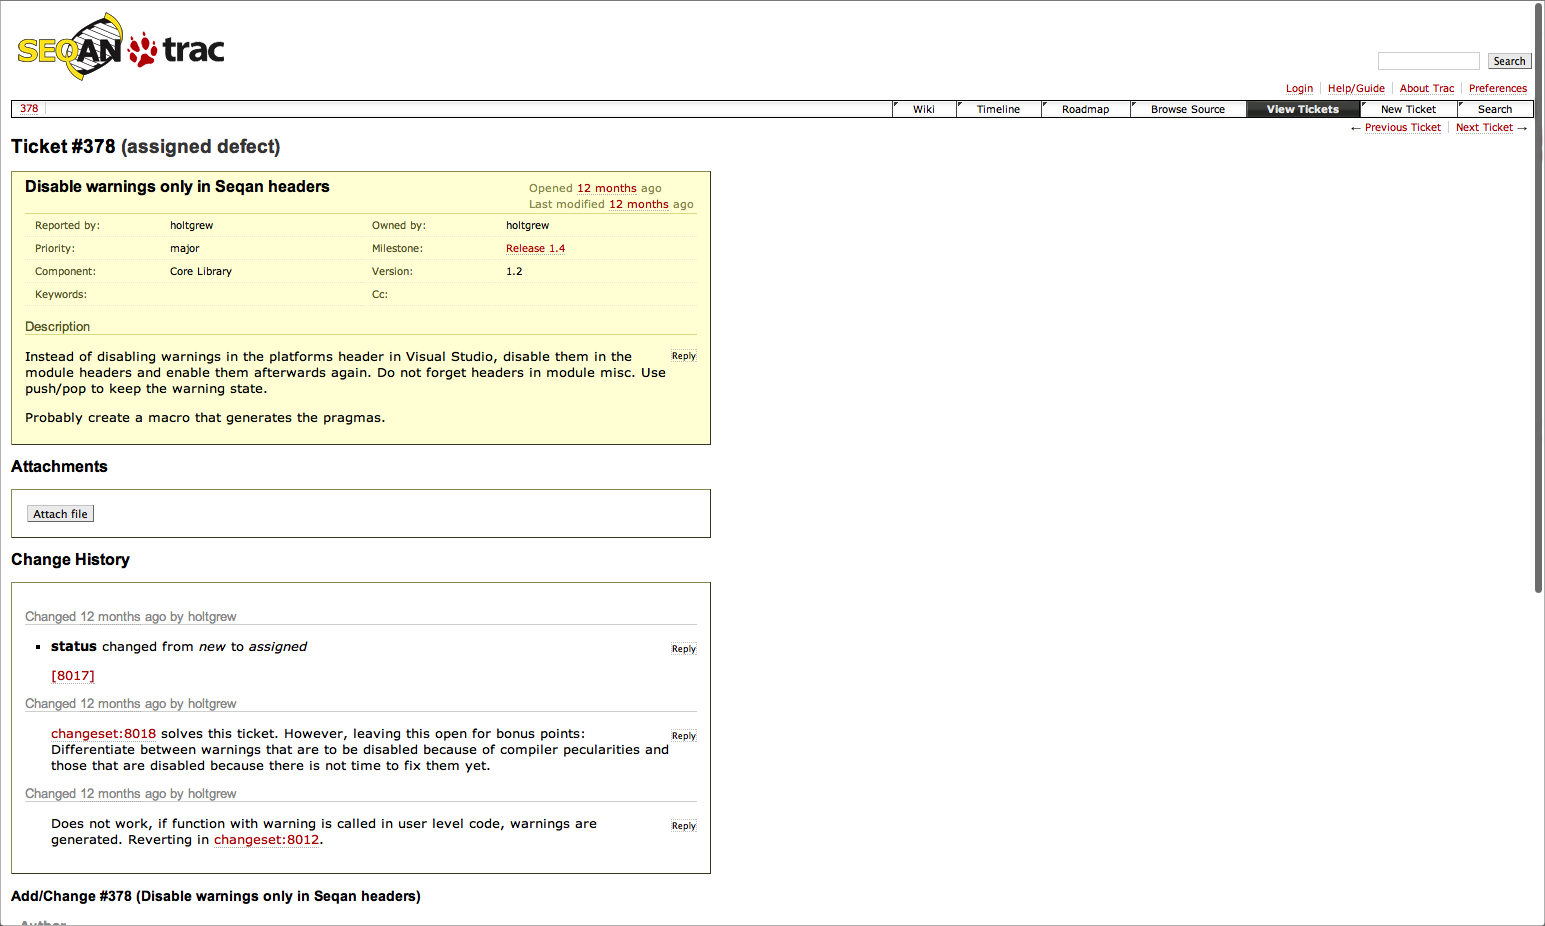 SEQAN trac
Search
Login Help/Guide About Trac Preferences
378 Wiki Timeline Roadmap Browse Source View Tickets New Ticket Search
← Previous Ticket Next Ticket →
Ticket #378 (assigned defect)
Disable warnings only in Seqan headers
Opened 12 months ago
Last modified 12 months ago
Reported by: holtgrew Owned by: holtgrew
Priority: major Milestone: Release 1.4
Component: Core Library Version: 1.2
Keywords: Cc:
Description
Instead of disabling warnings in the platforms header in Visual Studio, disable them in the Reply
module headers and enable them afterwards again. Do not forget headers in module misc. Use
push/pop to keep the warning state.
Probably create a macro that generates the pragmas.
Attachments
Attach file
Change History
Changed 12 months ago by holtgrew
▪ status changed from new to assigned Reply
[8017]
Changed 12 months ago by holtgrew
changeset:8018 solves this ticket. However, leaving this open for bonus points: Reply
Differentiate between warnings that are to be disabled because of compiler pecularities and
those that are disabled because there is not time to fix them yet.
Changed 12 months ago by holtgrew
Does not work, if function with warning is called in user level code, warnings are Reply
generated. Reverting in changeset:8012.
Add/Change #378 (Disable warnings only in Seqan headers)
Author